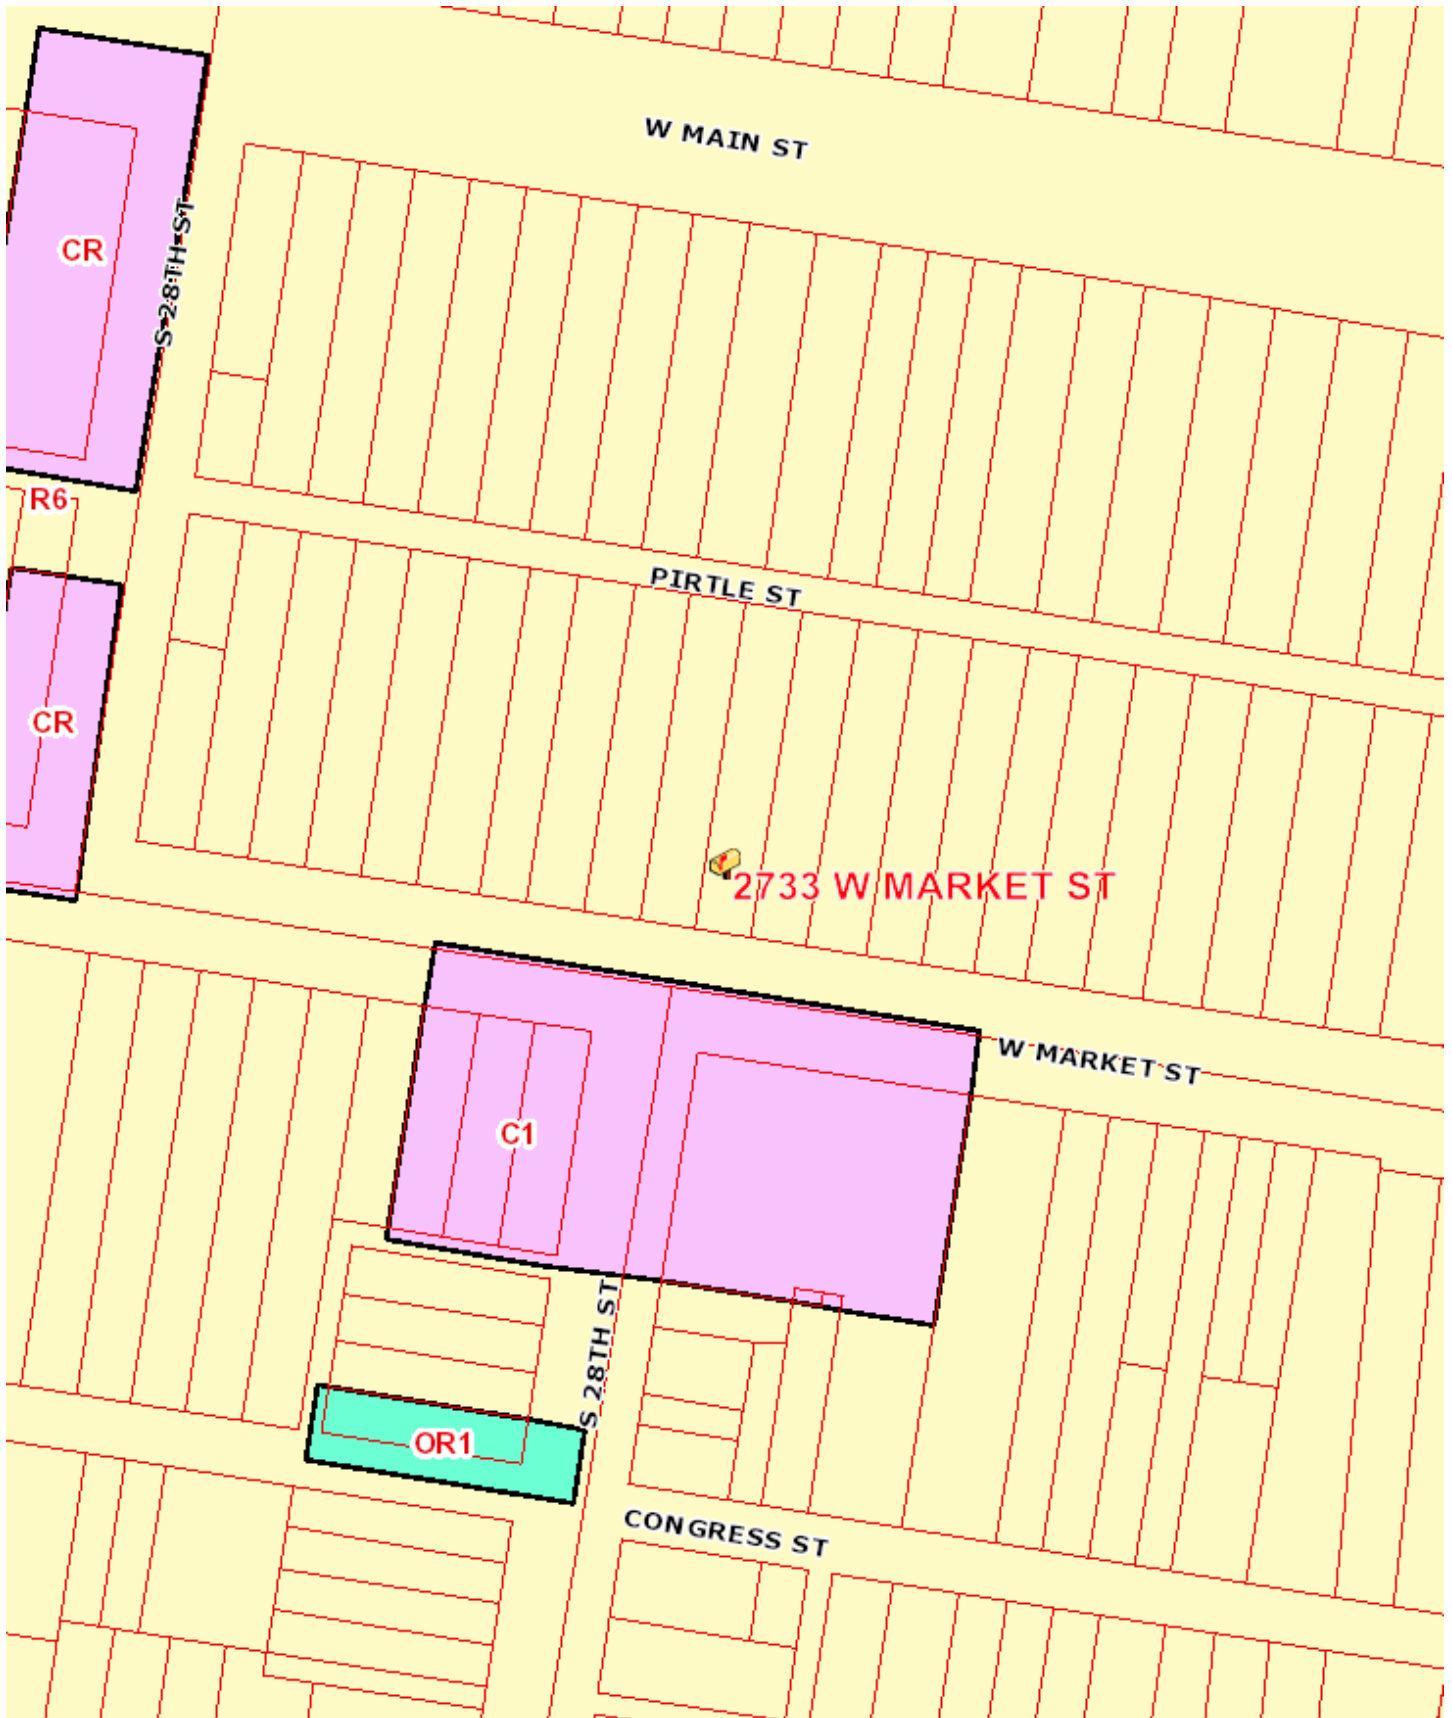 W MAIN ST
S 28TH ST
CR
R6
PIRTLE ST
CR
2733 W MARKET ST
W MARKET ST
C1
S 28TH ST
OR1
CONGRESS ST